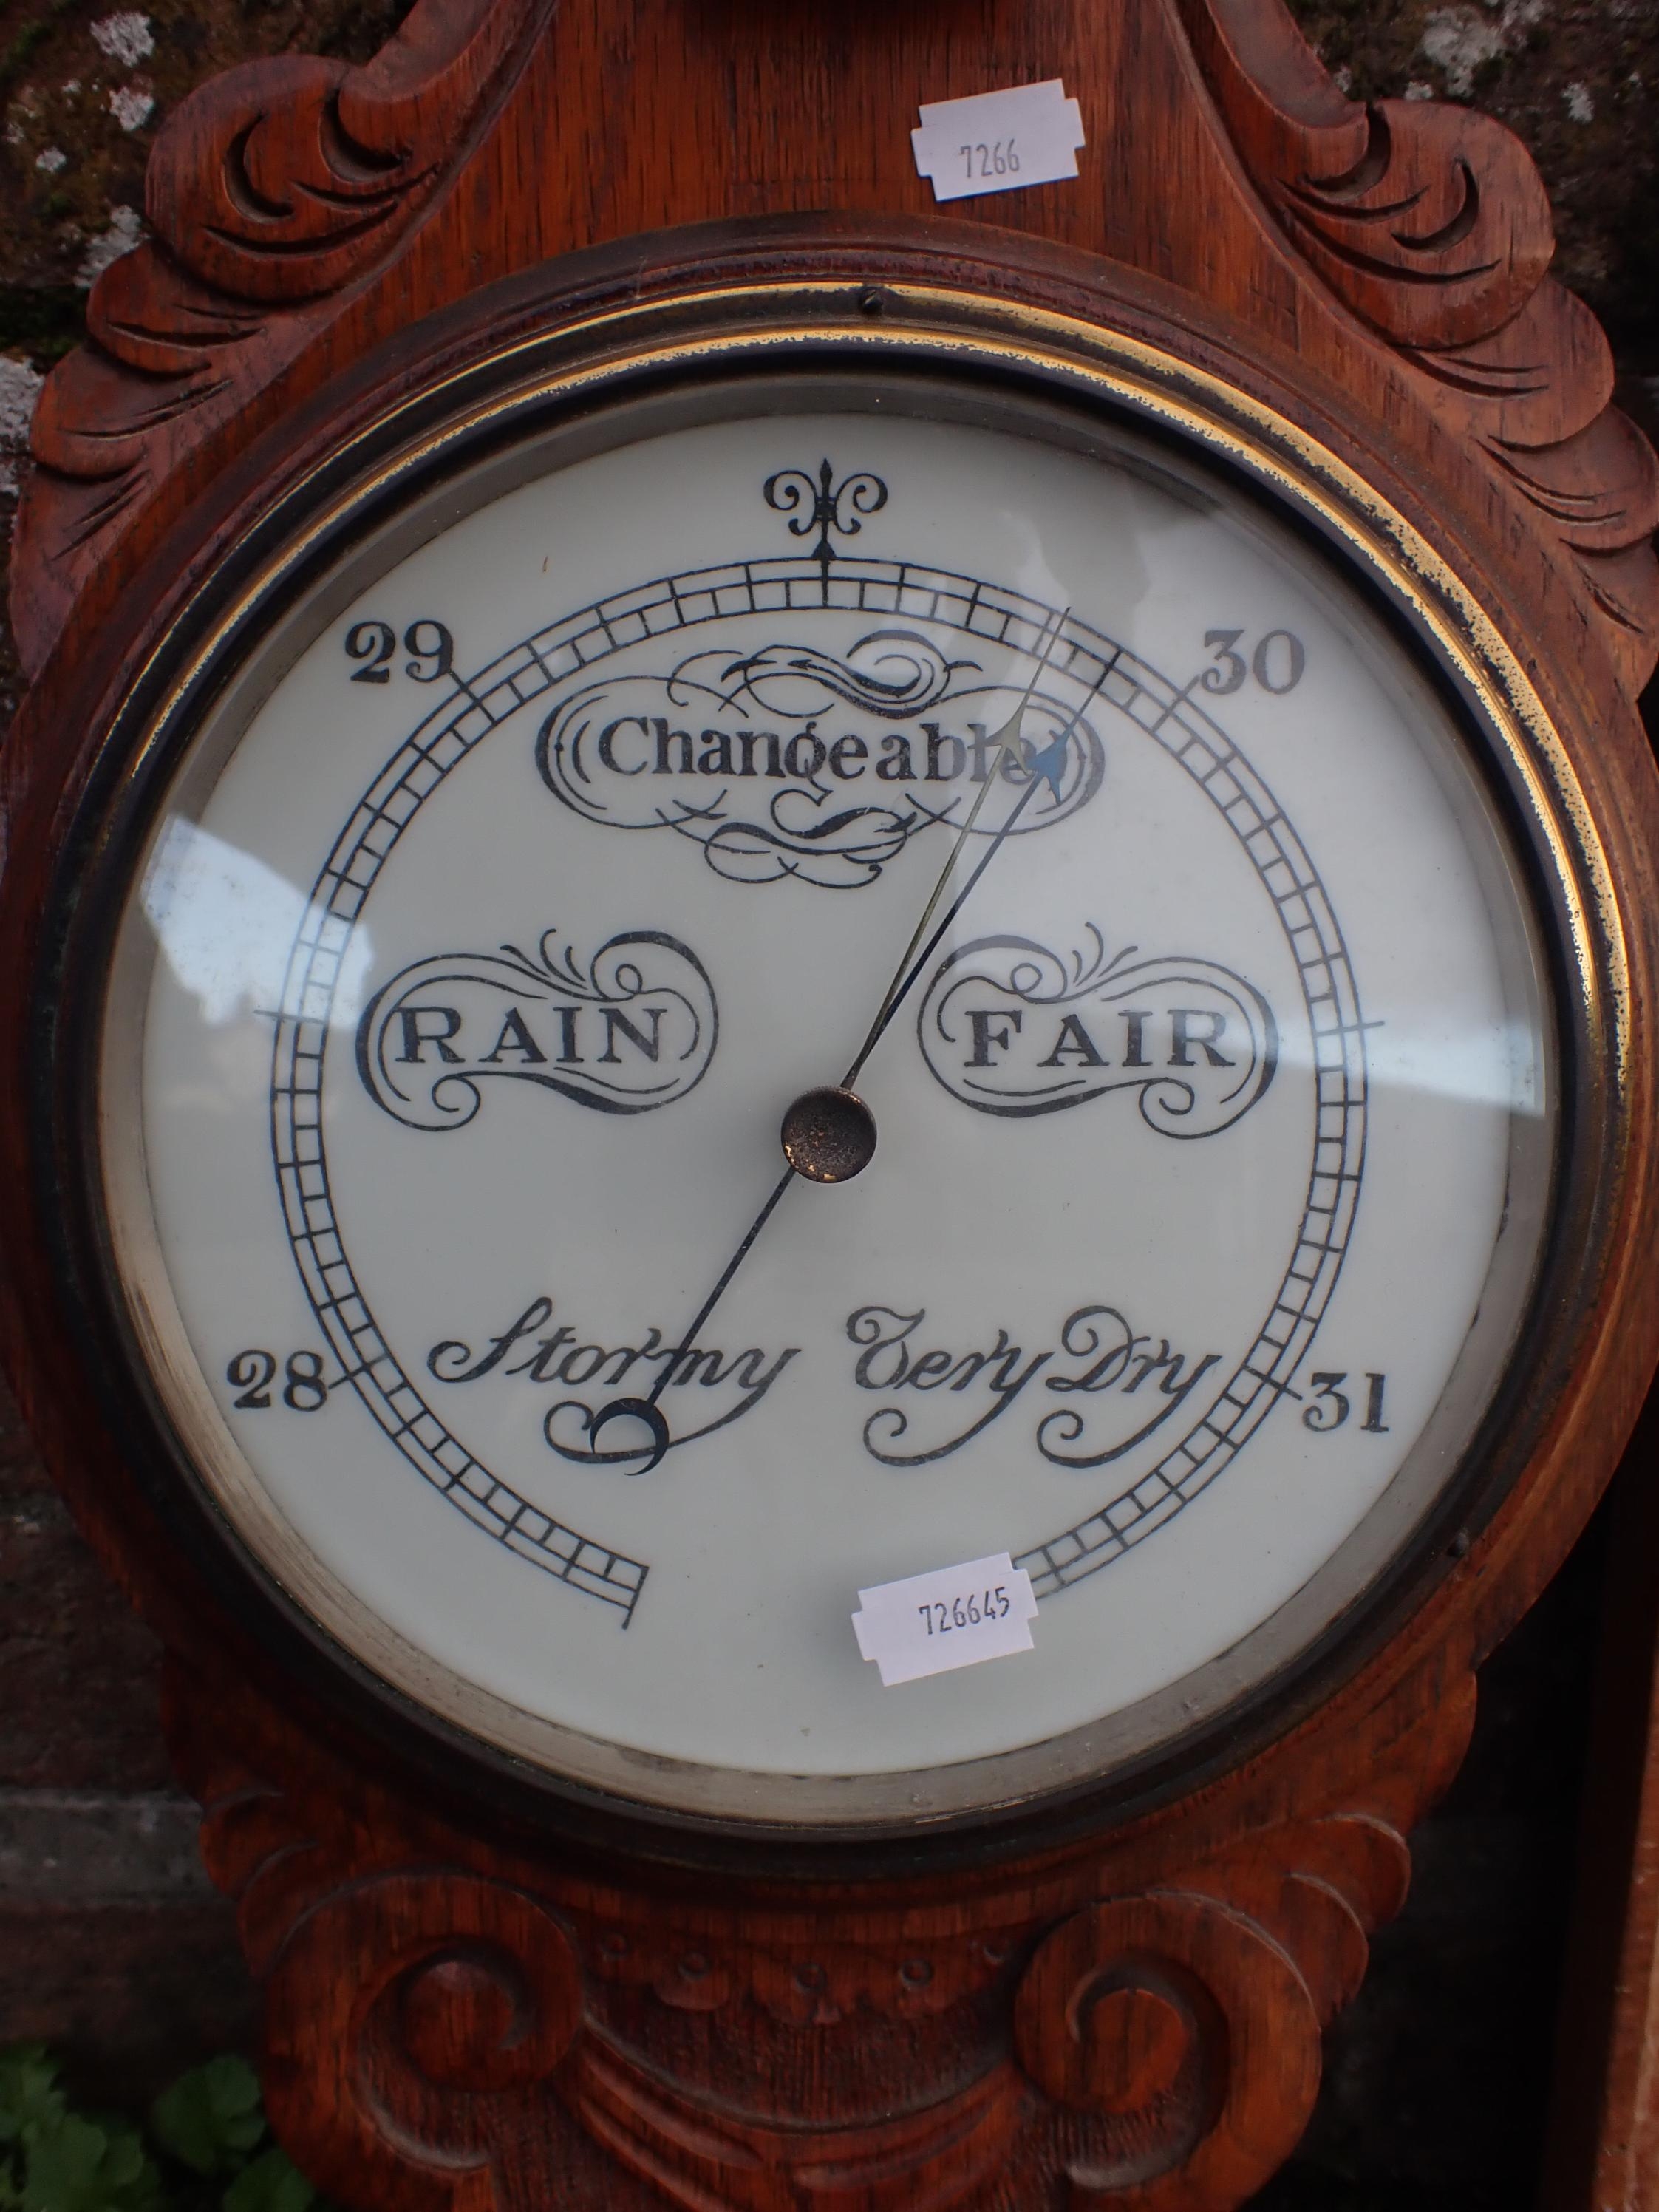 7266
29 30
Changeable
RAIN FAIR
Stormy Very Dry
28 31
726645